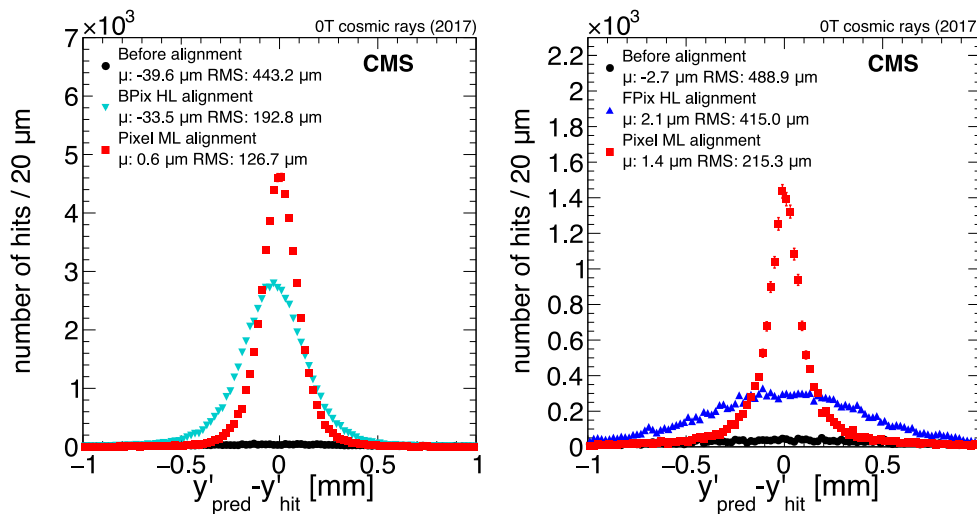 ×10³
0T cosmic rays (2017)
CMS
Before alignment
μ: -39.6 μm RMS: 443.2 μm
BPix HL alignment
μ: -33.5 μm RMS: 192.8 μm
Pixel ML alignment
μ: 0.6 μm RMS: 126.7 μm
number of hits / 20 μm
7
6
5
4
3
2
1
0
−1 −0.5 0 0.5 1
y'pred-y'hit [mm]
×10³
0T cosmic rays (2017)
CMS
Before alignment
μ: -2.7 μm RMS: 488.9 μm
FPix HL alignment
μ: 2.1 μm RMS: 415.0 μm
Pixel ML alignment
μ: 1.4 μm RMS: 215.3 μm
number of hits / 20 μm
2.2
2
1.8
1.6
1.4
1.2
1
0.8
0.6
0.4
0.2
0
−1 −0.5 0 0.5
y'pred-y'hit [mm]